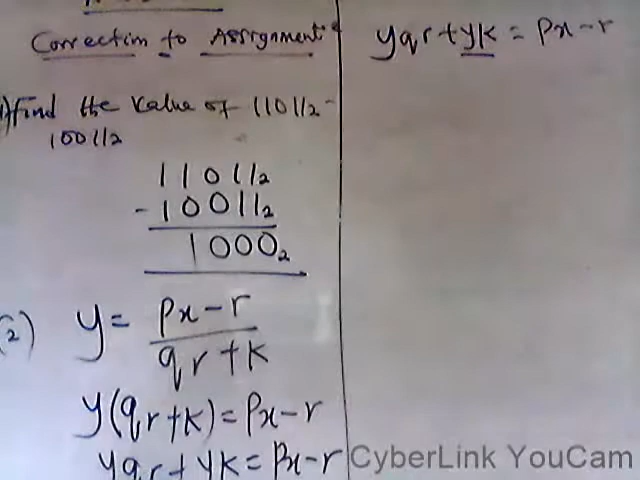 Correction to Assignment
1) Find the value of 11011₂ -
10011₂
11011₂
- 10011₂
1000₂
(2) y = px - r
qr + k
y(qr + k) = px - r
yqr + yk = px - r
yqr + yk = px - r
CyberLink YouCam